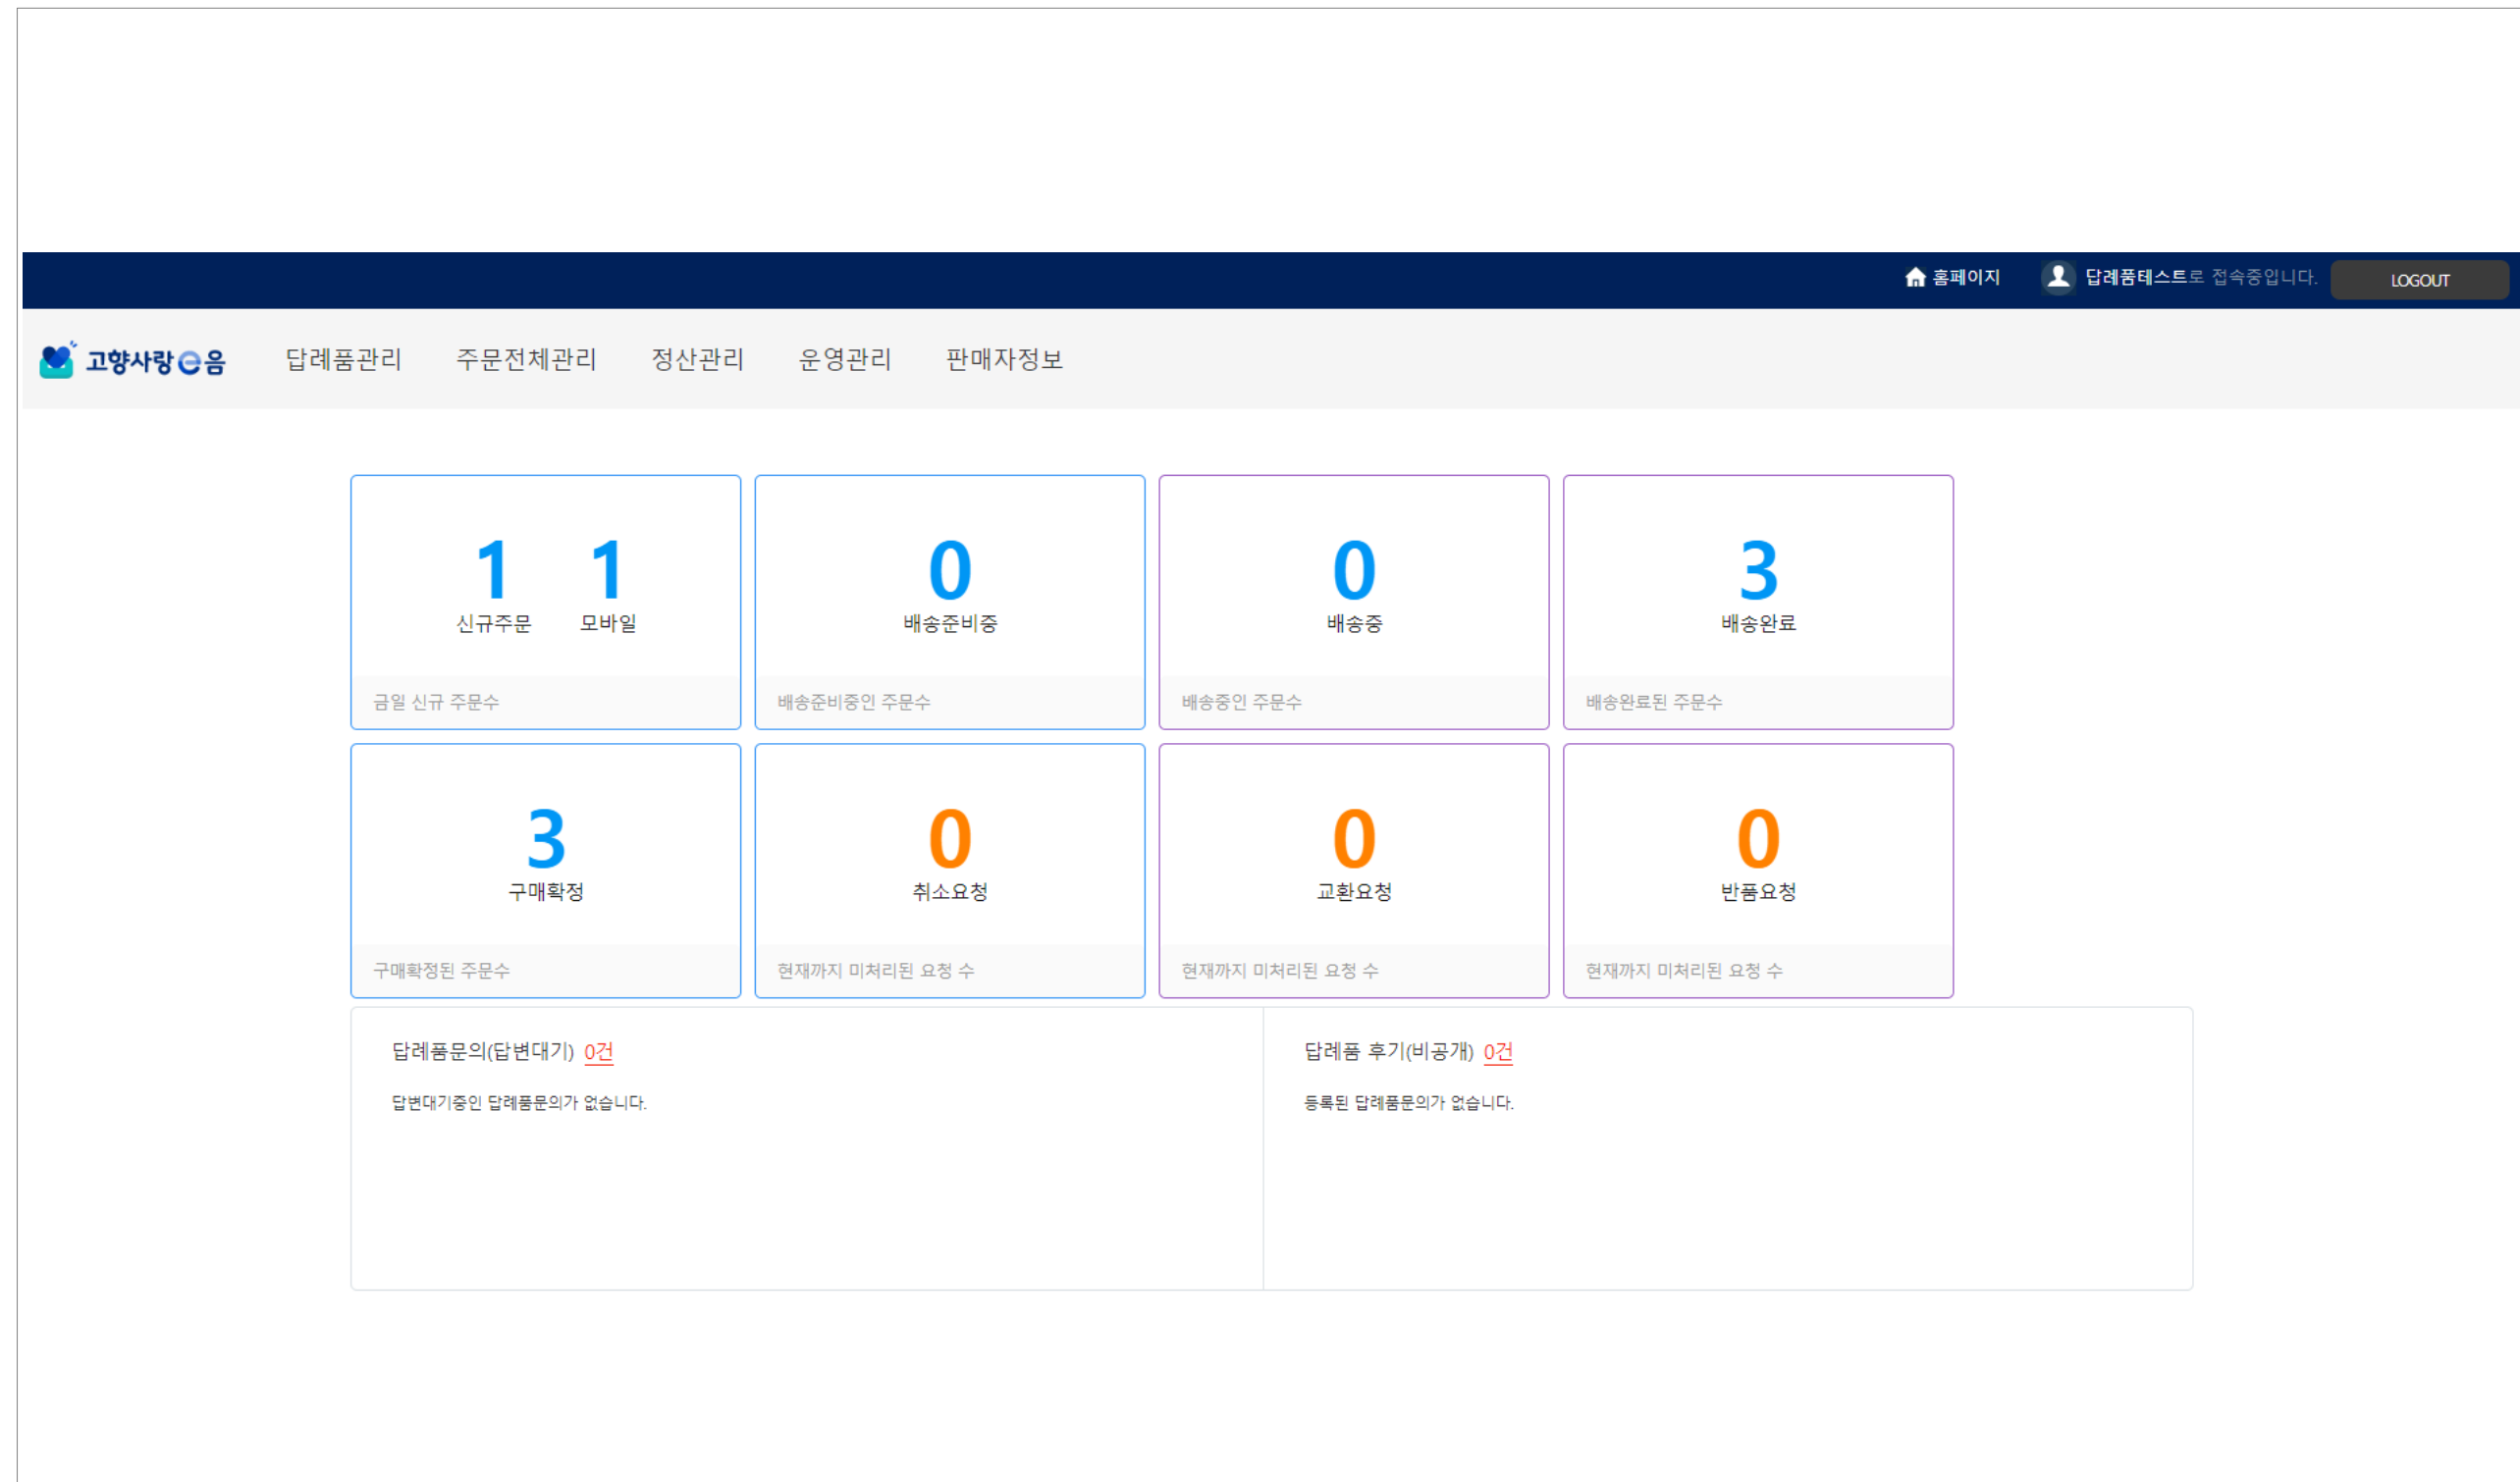 홈페이지 답례품테스트로 접속중입니다. LOGOUT
고향사랑e음 답례품관리 주문전체관리 정산관리 운영관리 판매자정보
1 1
신규주문 모바일
금일 신규 주문수
0
배송준비중
배송준비중인 주문수
0
배송중
배송중인 주문수
3
배송완료
배송완료된 주문수
3
구매확정
구매확정된 주문수
0
취소요청
현재까지 미처리된 요청 수
0
교환요청
현재까지 미처리된 요청 수
0
반품요청
현재까지 미처리된 요청 수
답례품문의(답변대기) 0건
답변대기중인 답례품문의가 없습니다.
답례품 후기(비공개) 0건
등록된 답례품문의가 없습니다.